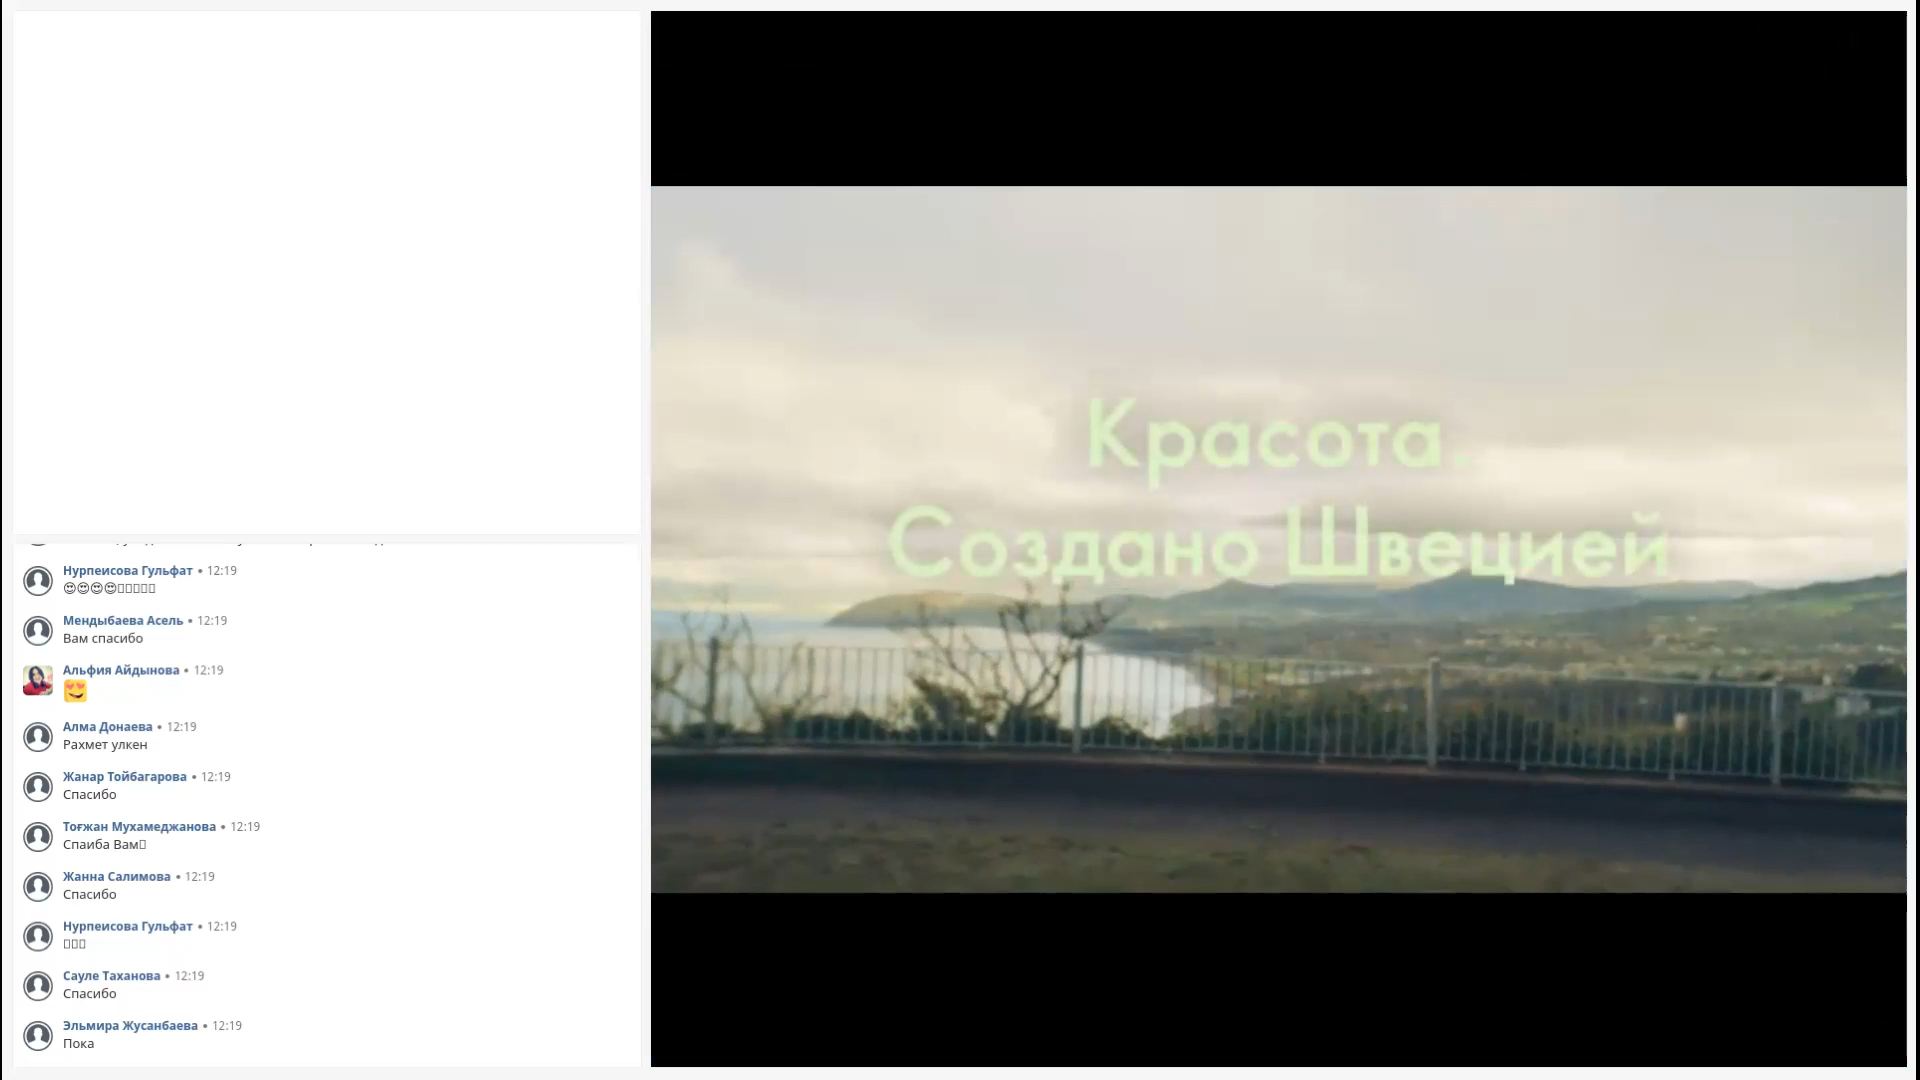 Нурпеисова Гульфат • 12:19
😍😍😍😍
Мендыбаева Асель • 12:19
Вам спасибо
Альфия Айдынова • 12:19
😍
Алма Донаева • 12:19
Рахмет улкен
Жанар Тойбагарова • 12:19
Спасибо
Тоғжан Мухамеджанова • 12:19
Спаиба Вам
Жанна Салимова • 12:19
Спасибо
Нурпеисова Гульфат • 12:19
Сауле Таханова • 12:19
Спасибо
Эльмира Жусанбаева • 12:19
Пока
Красота.
Создано Швецией